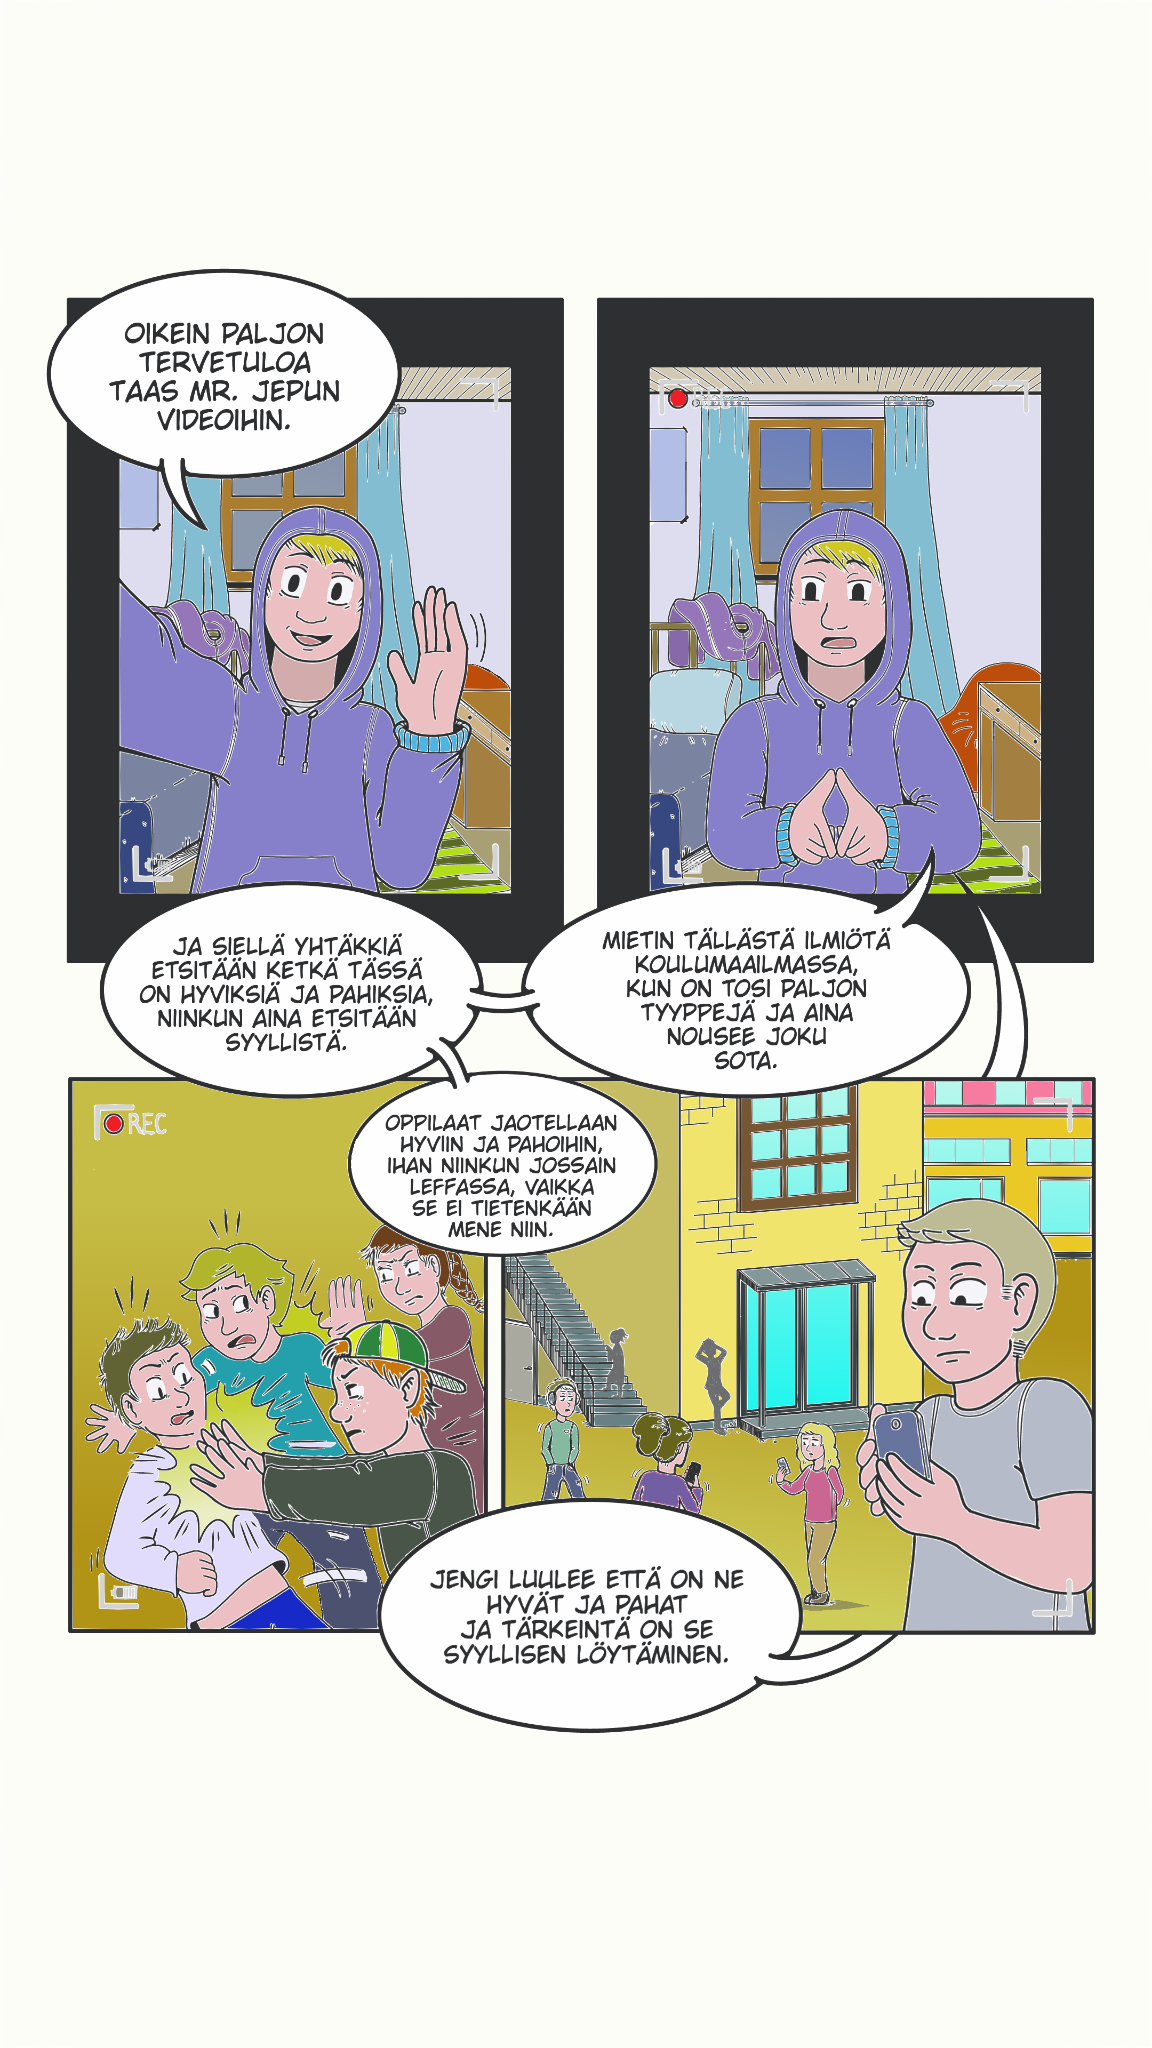 OIKEIN PALJON
TERVETULOA
TAAS MR. JEPUN
VIDEOIHIN.
MIETIN TÄLLÄSTÄ ILMIÖTÄ
KOULUMAAILMASSA,
KUN ON TOSI PALJON
TYYPPEJÄ JA AINA
NOUSEE JOKU
SOTA.
JA SIELLÄ YHTÄKKIÄ
ETSITÄÄN KETKÄ TÄSSÄ
ON HYVIKSIÄ JA PAHIKSIA,
NIINKUN AINA ETSITÄÄN
SYYLLISTÄ.
OPPILAAT JAOTELLAAN
HYVIIN JA PAHOIHIN,
IHAN NIINKUN JOSSAIN
LEFFASSA, VAIKKA
SE EI TIETENKÄÄN
MENE NIIN.
REC
JENGI LUULEE ETTÄ ON NE
HYVÄT JA PAHAT
JA TÄRKEINTÄ ON SE
SYYLLISEN LÖYTÄMINEN.